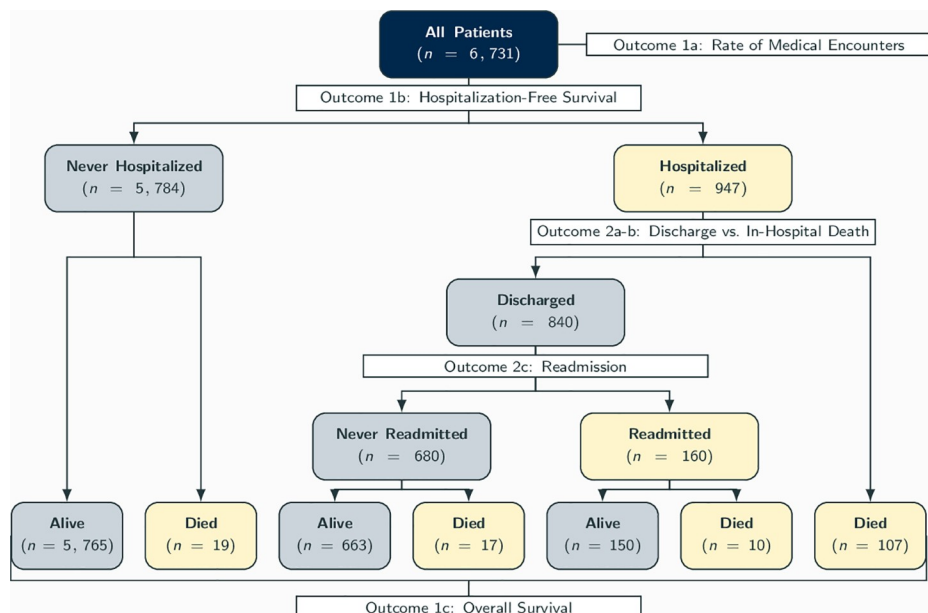 All Patients
(n = 6,731)
Outcome 1a: Rate of Medical Encounters
Outcome 1b: Hospitalization-Free Survival
Never Hospitalized
(n = 5,784)
Hospitalized
(n = 947)
Outcome 2a-b: Discharge vs. In-Hospital Death
Discharged
(n = 840)
Outcome 2c: Readmission
Never Readmitted
(n = 680)
Readmitted
(n = 160)
Alive
(n = 5,765)
Died
(n = 19)
Alive
(n = 663)
Died
(n = 17)
Alive
(n = 150)
Died
(n = 10)
Died
(n = 107)
Outcome 1c: Overall Survival